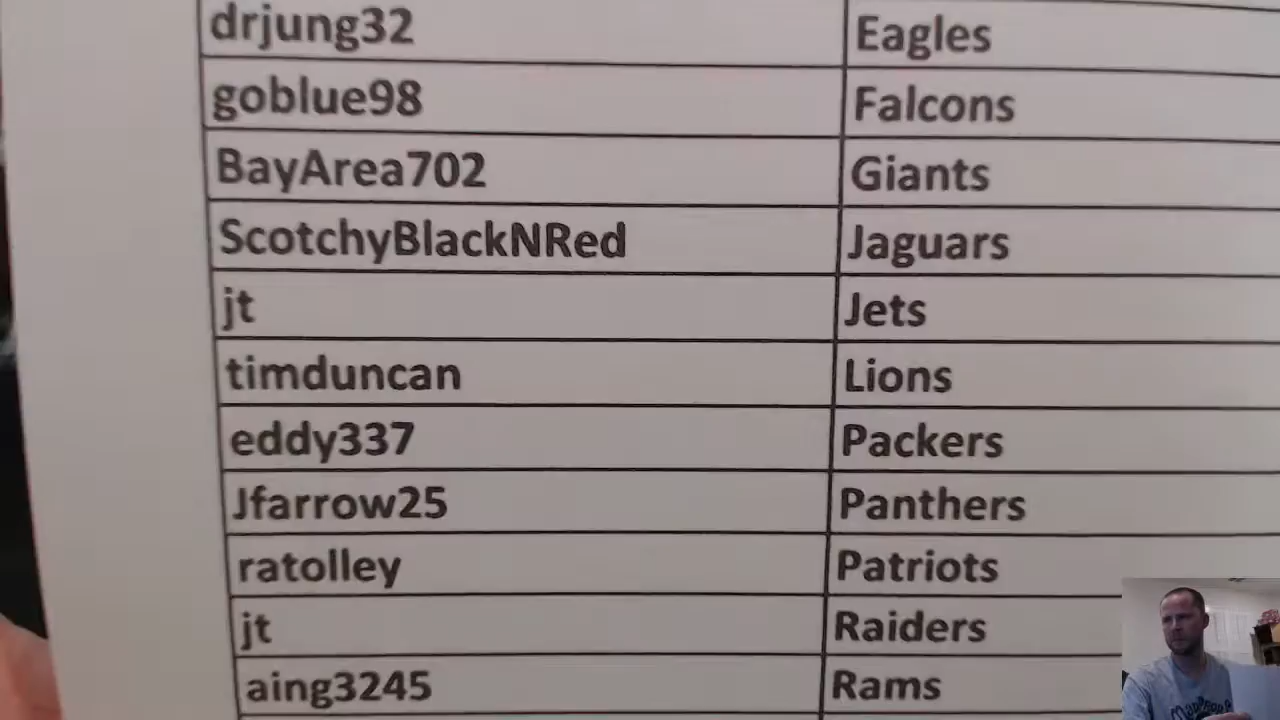 drjung32 Eagles
goblue98 Falcons
BayArea702 Giants
ScotchyBlackNRed Jaguars
jt Jets
timduncan Lions
eddy337 Packers
Jfarrow25 Panthers
ratolley Patriots
jt Raiders
aing3245 Rams